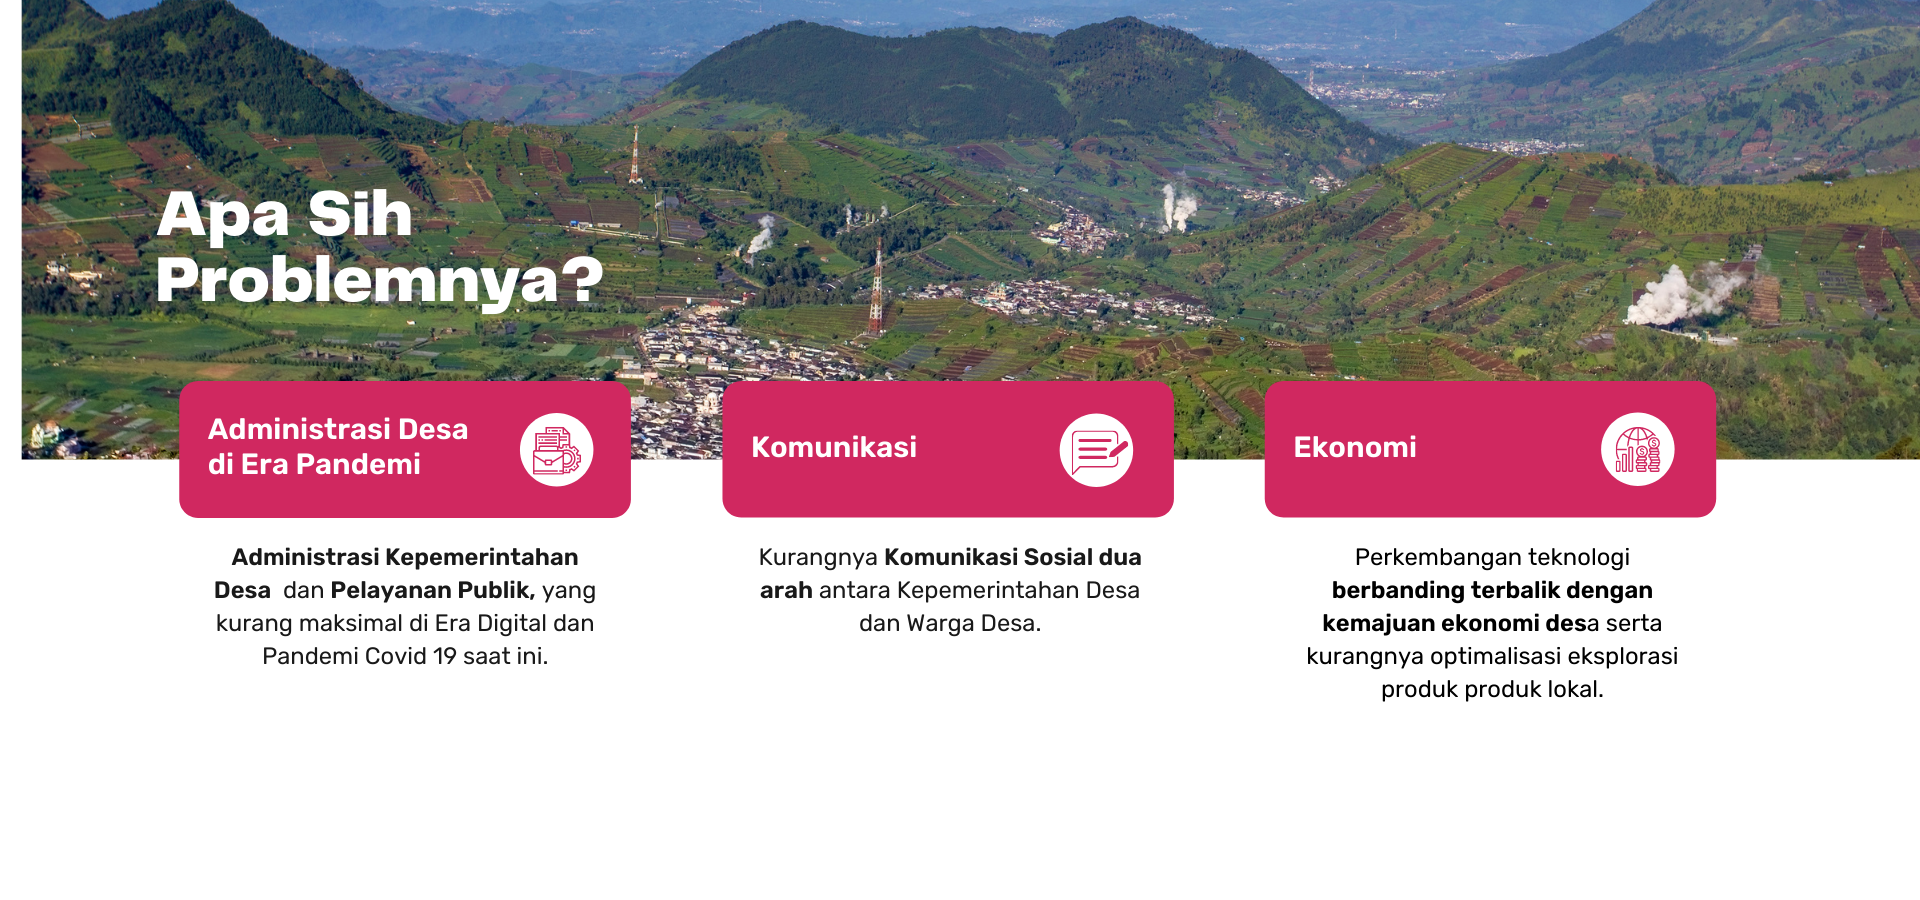 Apa Sih
Problemnya?
Administrasi Desa
di Era Pandemi
Administrasi Kepemerintahan
Desa dan Pelayanan Publik, yang
kurang maksimal di Era Digital dan
Pandemi Covid 19 saat ini.
Komunikasi
Kurangnya Komunikasi Sosial dua
arah antara Kepemerintahan Desa
dan Warga Desa.
Ekonomi
Perkembangan teknologi
berbanding terbalik dengan
kemajuan ekonomi desa serta
kurangnya optimalisasi eksplorasi
produk produk lokal.